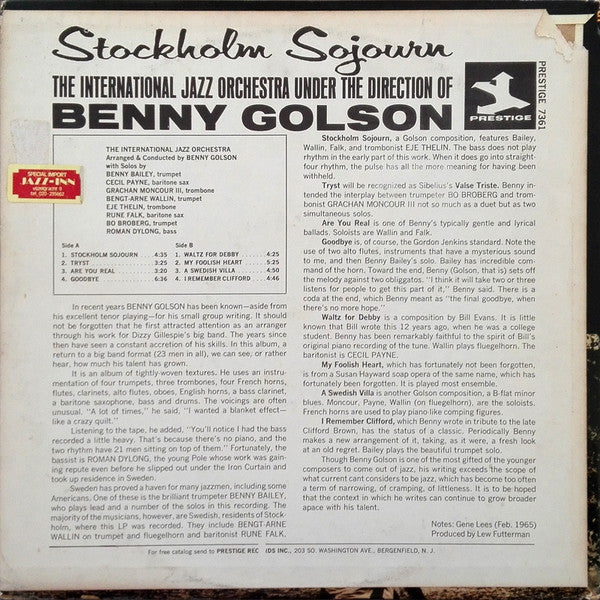 Stockholm Sojourn
THE INTERNATIONAL JAZZ ORCHESTRA UNDER THE DIRECTION OF
BENNY GOLSON
PRESTIGE
PRESTIGE 7361
SPECIAL IMPORT
JAZZ-INN
THE INTERNATIONAL JAZZ ORCHESTRA
Arranged & Conducted by BENNY GOLSON
with Solos by
BENNY BAILEY, trumpet
CECIL PAYNE, baritone sax
GRACHAN MONCOUR III, trombone
BENGT-ARNE WALLIN, trumpet
EJE THELIN, trombone
RUNE FALK, baritone sax
BO BROBERG, trumpet
ROMAN DYLONG, bass
Side A
1. STOCKHOLM SOJOURN . . . . 4:35
2. TRYST . . . . . . . . . . . 3:23
3. ARE YOU REAL . . . . . . . 3:24
4. GOODBYE . . . . . . . . . . 6:36
Side B
1. WALTZ FOR DEBBY . . . . . . 4:25
2. MY FOOLISH HEART . . . . . 5:25
3. A SWEDISH VILLA . . . . . . 4:50
4. I REMEMBER CLIFFORD . . . . 4:46
In recent years BENNY GOLSON has been known—aside from
his excellent tenor playing—for his small group writing. It should
not be forgotten that he first attracted attention as an arranger
through his work for Dizzy Gillespie's big band. The years since
then have seen a constant accretion of his skills. In this album, a
return to a big band format (23 men in all), we can see, or rather
hear, how much his talent has grown.
It is an album of tightly-woven textures. He uses an instru-
mentation of four trumpets, three trombones, four French horns,
flutes, clarinets, alto flutes, oboes, English horns, a bass clarinet,
a baritone saxophone, bass and drums. The voicings are often
unusual. "A lot of times," he said, "I wanted a blanket effect—
like a crazy quilt."
Listening to the tape, he added, "You'll notice I had the bass
recorded a little heavy. That's because there's no piano, and the
two rhythm have 21 men sitting on top of them." Fortunately, the
bassist is ROMAN DYLONG, the young Pole whose work was gain-
ing repute even before he slipped out under the Iron Curtain and
took up residence in Sweden.
Sweden has proved a haven for many jazzmen, including some
Americans. One of these is the brilliant trumpeter BENNY BAILEY,
who plays lead and a number of the solos in this recording. The
majority of the musicians, however, are Swedish, residents of Stock-
holm, where this LP was recorded. They include BENGT-ARNE
WALLIN on trumpet and fluegelhorn and baritonist RUNE FALK.
Stockholm Sojourn, a Golson composition, features Bailey,
Wallin, Falk, and trombonist EJE THELIN. The bass does not play
rhythm in the early part of this work. When it does go into straight-
four rhythm, the pulse has all the more meaning for having been
withheld.
Tryst will be recognized as Sibelius's Valse Triste. Benny in-
tended the interplay between trumpeter BO BROBERG and trom-
bonist GRACHAN MONCOUR III not so much as a duet but as two
simultaneous solos.
Are You Real is one of Benny's typically gentle and lyrical
ballads. Soloists are Wallin and Falk.
Goodbye is, of course, the Gordon Jenkins standard. Note the
use of two alto flutes, instruments that have a mysterious sound
to me, and then Benny Bailey's solo. Bailey has incredible com-
mand of the horn. Toward the end, Benny (Golson, that is) sets off
the melody against two obliggatos. "I think it will take two or three
listens for people to get this part of it," Benny said. There is a
coda at the end, which Benny meant as "the final goodbye, when
there's no more hope."
Waltz for Debby is a composition by Bill Evans. It is little
known that Bill wrote this 12 years ago, when he was a college
student. Benny has been remarkably faithful to the spirit of Bill's
original piano recording of the tune. Wallin plays fluegelhorn. The
baritonist is CECIL PAYNE.
My Foolish Heart, which has fortunately not been forgotten,
is from a Susan Hayward soap opera of the same name, which has
fortunately been forgotten. It is played most ensemble.
A Swedish Villa is another Golson composition, a B-flat minor
blues. Moncour, Payne, Wallin (on fluegelhorn), are the soloists.
French horns are used to play piano-like comping figures.
I Remember Clifford, which Benny wrote in tribute to the late
Clifford Brown, has the status of a classic. Periodically Benny
makes a new arrangement of it, taking, as it were, a fresh look
at an old regret. Bailey plays the beautiful trumpet solo.
Though Benny Golson is one of the most gifted of the younger
composers to come out of jazz, his writing exceeds the scope of
what current cant considers to be jazz, which has become too often
a term of narrowing, of cramping, of littleness. It is to be hoped
that the context in which he writes can continue to grow broader
apace with his talent.
Notes: Gene Lees (Feb. 1965)
Produced by Lew Futterman
For free catalog send to PRESTIGE REC DS INC., 203 SO. WASHINGTON AVE., BERGENFIELD, N. J.